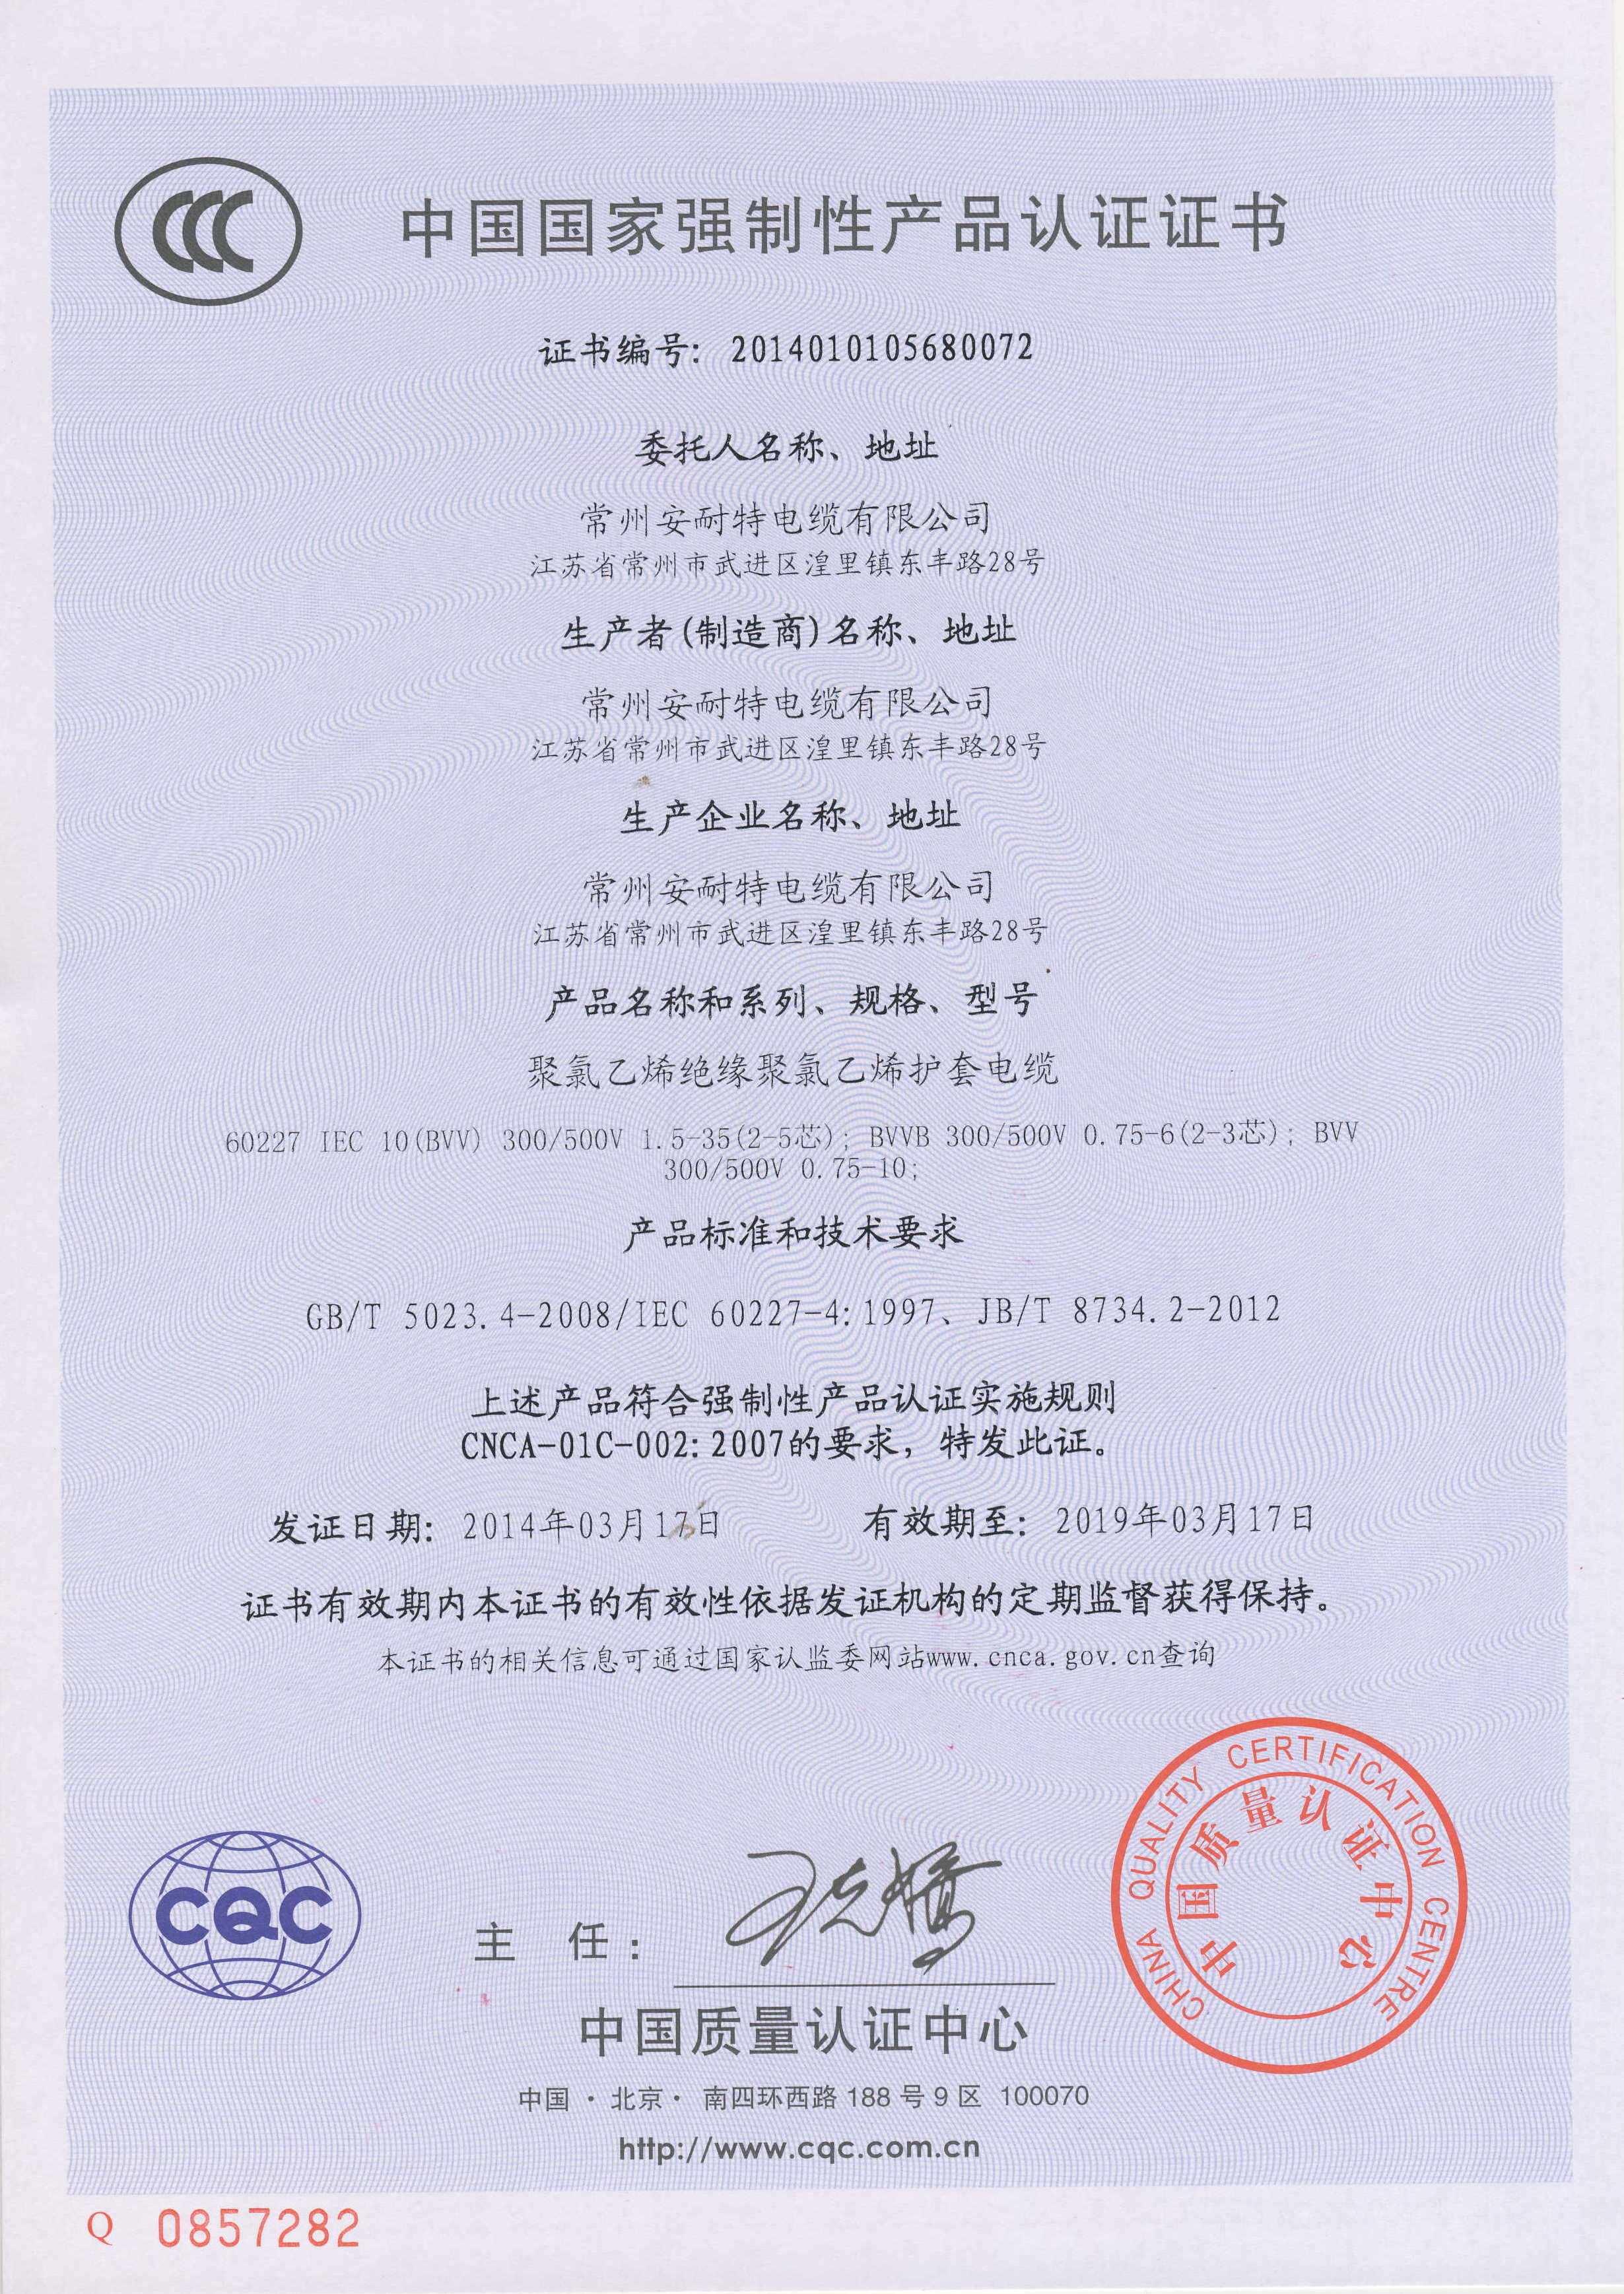 中国国家强制性产品认证证书
证书编号: 2014010105680072
委托人名称、地址
常州安耐特电缆有限公司
江苏省常州市武进区湟里镇东丰路28号
生产者(制造商)名称、地址
常州安耐特电缆有限公司
江苏省常州市武进区湟里镇东丰路28号
生产企业名称、地址
常州安耐特电缆有限公司
江苏省常州市武进区湟里镇东丰路28号
产品名称和系列、规格、型号
聚氯乙烯绝缘聚氯乙烯护套电缆
60227 IEC 10(BVV) 300/500V 1.5-35(2-5芯); BVVB 300/500V 0.75-6(2-3芯); BVV
300/500V 0.75-10;
产品标准和技术要求
GB/T 5023.4-2008/IEC 60227-4:1997、JB/T 8734.2-2012
上述产品符合强制性产品认证实施规则
CNCA-01C-002:2007的要求，特发此证。
发证日期: 2014年03月17日 有效期至: 2019年03月17日
证书有效期内本证书的有效性依据发证机构的定期监督获得保持。
本证书的相关信息可通过国家认监委网站www.cnca.gov.cn查询
CHINA QUALITY CERTIFICATION CENTRE
中国质量认证中心
CQC
主 任:
中国质量认证中心
中国·北京·南四环西路188号9区 100070
http://www.cqc.com.cn
Q 0857282